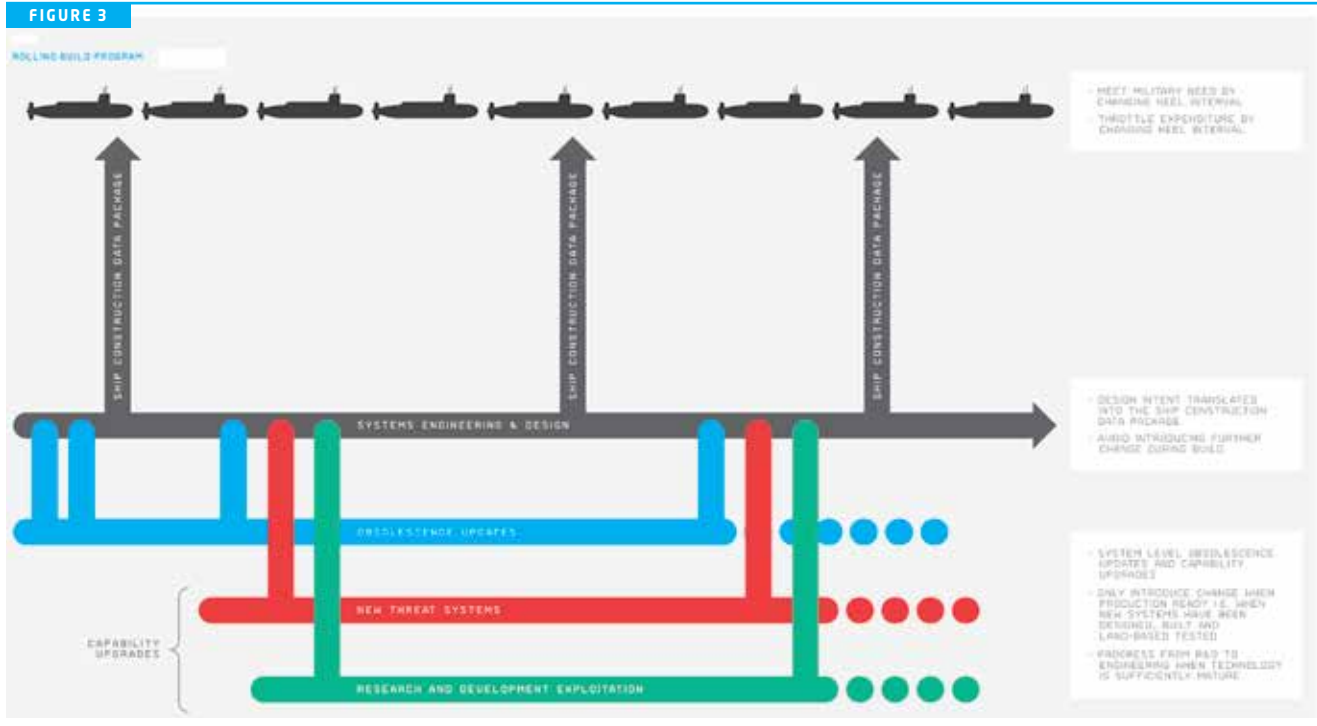 FIGURE 3
ROLLING BUILD PROGRAM
- MEET MILITARY NEED BY
CHANGING KEEL INTERVAL
- THROTTLE EXPENDITURE BY
CHANGING KEEL INTERVAL
SHIP CONSTRUCTION DATA PACKAGE
SHIP CONSTRUCTION DATA PACKAGE
SHIP CONSTRUCTION DATA PACKAGE
SYSTEMS ENGINEERING & DESIGN
- DESIGN INTENT TRANSLATED
INTO THE SHIP CONSTRUCTION
DATA PACKAGE
- AVOID INTRODUCING FURTHER
CHANGE DURING BUILD
OBSOLESCENCE UPDATES
NEW THREAT SYSTEMS
CAPABILITY
UPGRADES
RESEARCH AND DEVELOPMENT EXPLOITATION
- SYSTEM LEVEL OBSOLESCENCE
UPDATES AND CAPABILITY
UPGRADES
- ONLY INTRODUCE CHANGE WHEN
PRODUCTION READY I.E. WHEN
NEW SYSTEMS HAVE BEEN
DESIGNED, BUILT AND
LAND-BASED TESTED
- PROGRESS FROM R&D TO
ENGINEERING WHEN TECHNOLOGY
IS SUFFICIENTLY MATURE